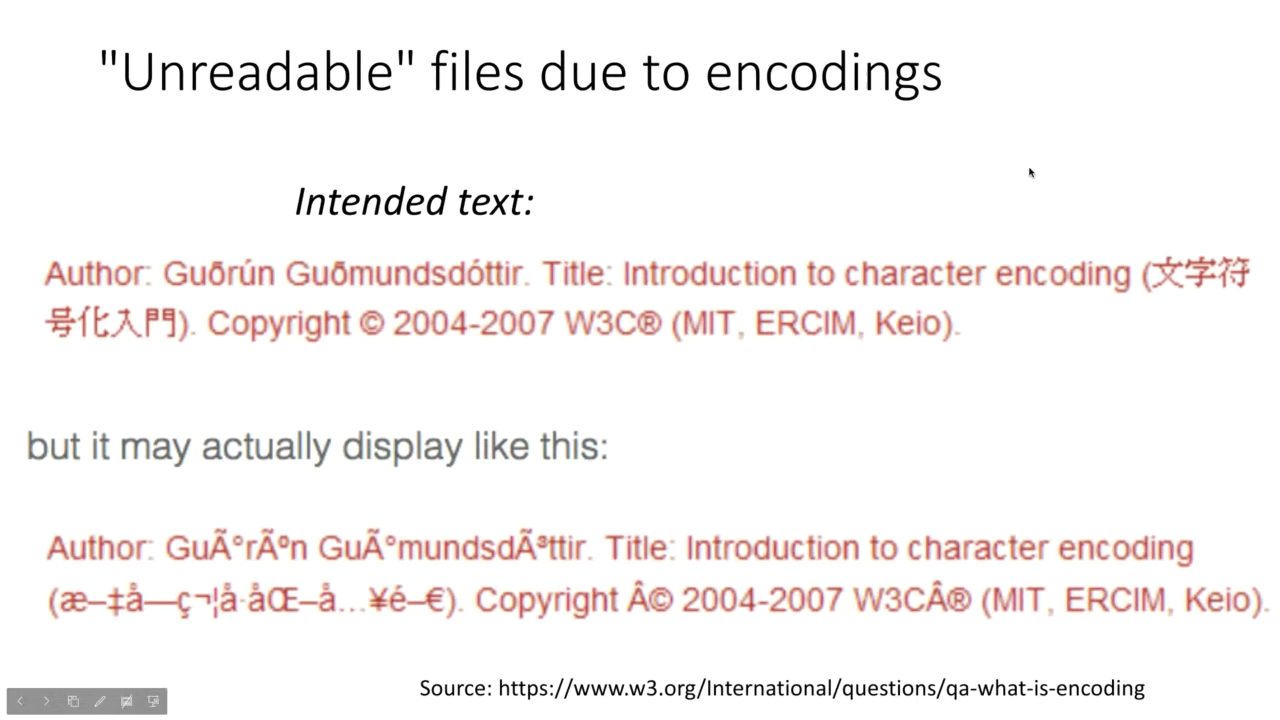 "Unreadable" files due to encodings
Intended text:
Author: Guðrún Guðmundsdóttir. Title: Introduction to character encoding (文字符
号化入門). Copyright © 2004-2007 W3C® (MIT, ERCIM, Keio).
but it may actually display like this:
Author: GuÃ°rÃºn GuÃ°mundsdÃªttir. Title: Introduction to character encoding
(æ–‡å—ç¬¦å·åŒ–å…¥é–€). Copyright Â© 2004-2007 W3CÂ® (MIT, ERCIM, Keio).
Source: https://www.w3.org/International/questions/qa-what-is-encoding